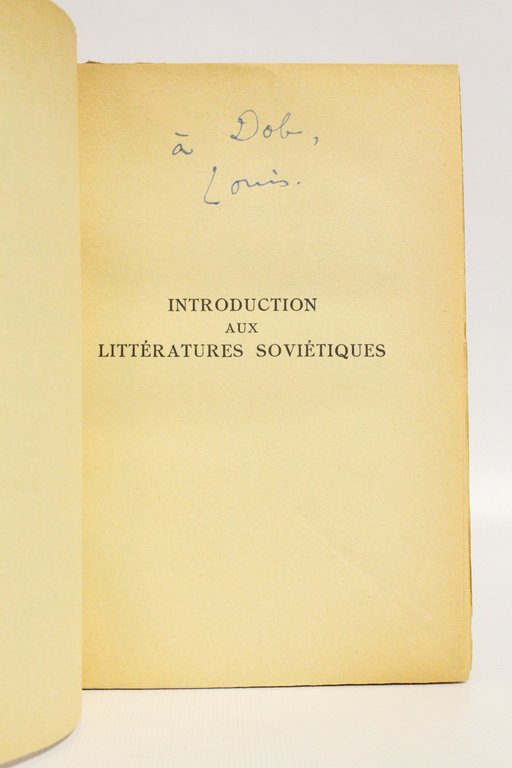 à Dob,
Louis.
INTRODUCTION
AUX
LITTÉRATURES SOVIÉTIQUES